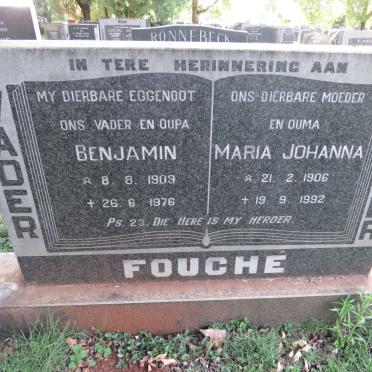 RONNEBECK
IN TERE HERINNERING AAN
VADER
MY DIERBARE EGGENOOT
ONS VADER EN OUPA
BENJAMIN
* 8. 8. 1903
+ 26. 6. 1976
ONS DIERBARE MOEDER
EN OUMA
MARIA JOHANNA
* 21. 2. 1906
+ 19. 9. 1992
PS. 23. DIE HERE IS MY HERDER.
FOUCHÉ